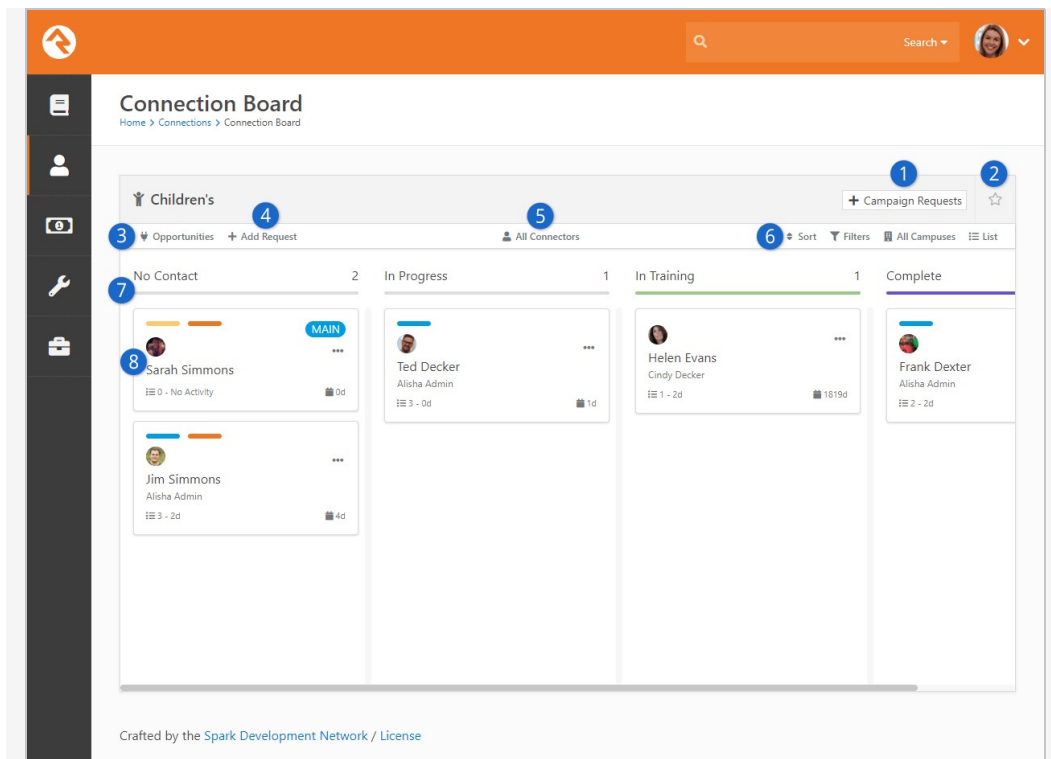 Search
Connection Board
Home > Connections > Connection Board
1
2
Children's
+ Campaign Requests
4
5
3
Opportunities
+ Add Request
All Connectors
6
Sort
Filters
All Campuses
List
No Contact 2
In Progress 1
In Training 1
Complete
7
MAIN
8
Sarah Simmons
0 - No Activity
0d
Jim Simmons
Alisha Admin
3 - 2d
4d
Ted Decker
Alisha Admin
3 - 0d
1d
Helen Evans
Cindy Decker
1 - 2d
1819d
Frank Dexter
Alisha Admin
2 - 2d
Crafted by the Spark Development Network / License